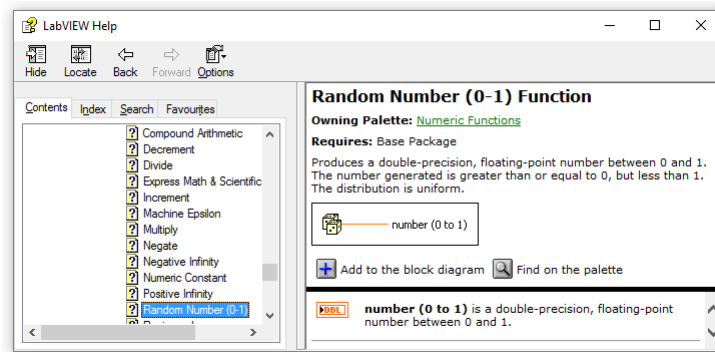 LabVIEW Help
Hide Locate Back Forward Options
Contents Index Search Favourites
Compound Arithmetic
Decrement
Divide
Express Math & Scientific
Increment
Machine Epsilon
Multiply
Negate
Negative Infinity
Numeric Constant
Positive Infinity
Random Number (0-1)
Random Number (0-1) Function
Owning Palette: Numeric Functions
Requires: Base Package
Produces a double-precision, floating-point number between 0 and 1.
The number generated is greater than or equal to 0, but less than 1.
The distribution is uniform.
number (0 to 1)
Add to the block diagram Find on the palette
DBL number (0 to 1) is a double-precision, floating-point
number between 0 and 1.